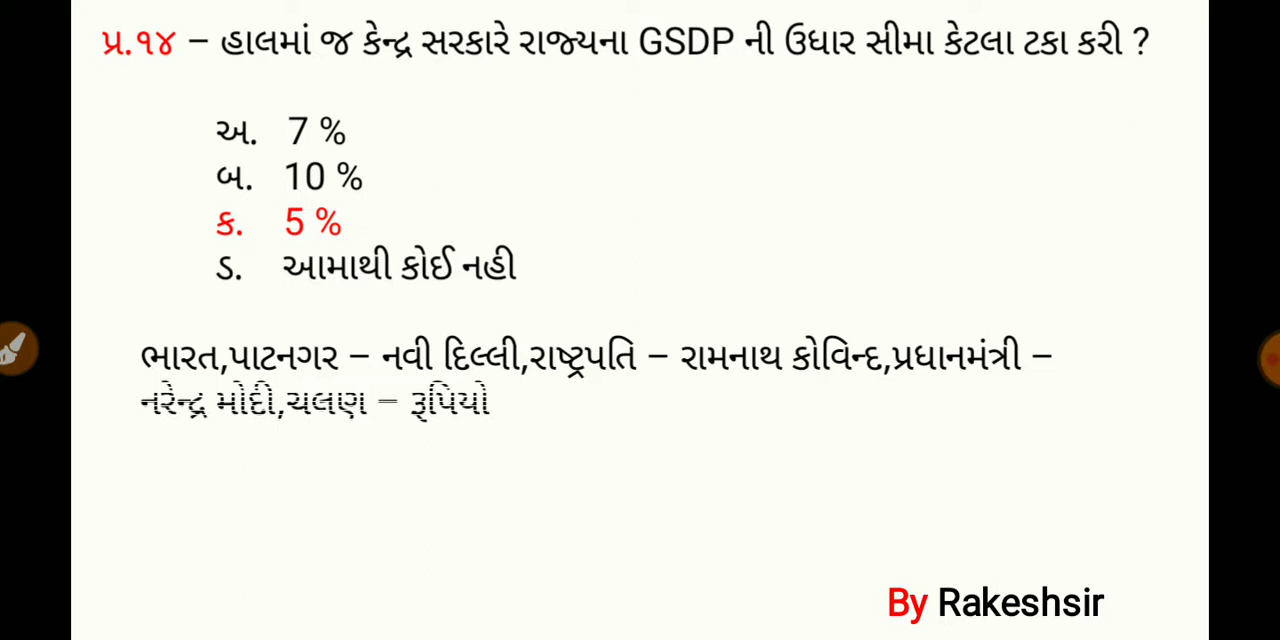 પ્ર.૧૪ – હાલમાં જ કેન્દ્ર સરકારે રાજ્યના GSDP ની ઉધાર સીમા કેટલા ટકા કરી ?
અ. 7 %
બ. 10 %
ક. 5 %
ડ. આમાથી કોઈ નહી
ભારત,પાટનગર – નવી દિલ્લી,રાષ્ટ્રપતિ – રામનાથ કોવિન્દ,પ્રધાનમંત્રી –
નરેન્દ્ર મોદી,ચલણ – રૂપિયો
By Rakeshsir